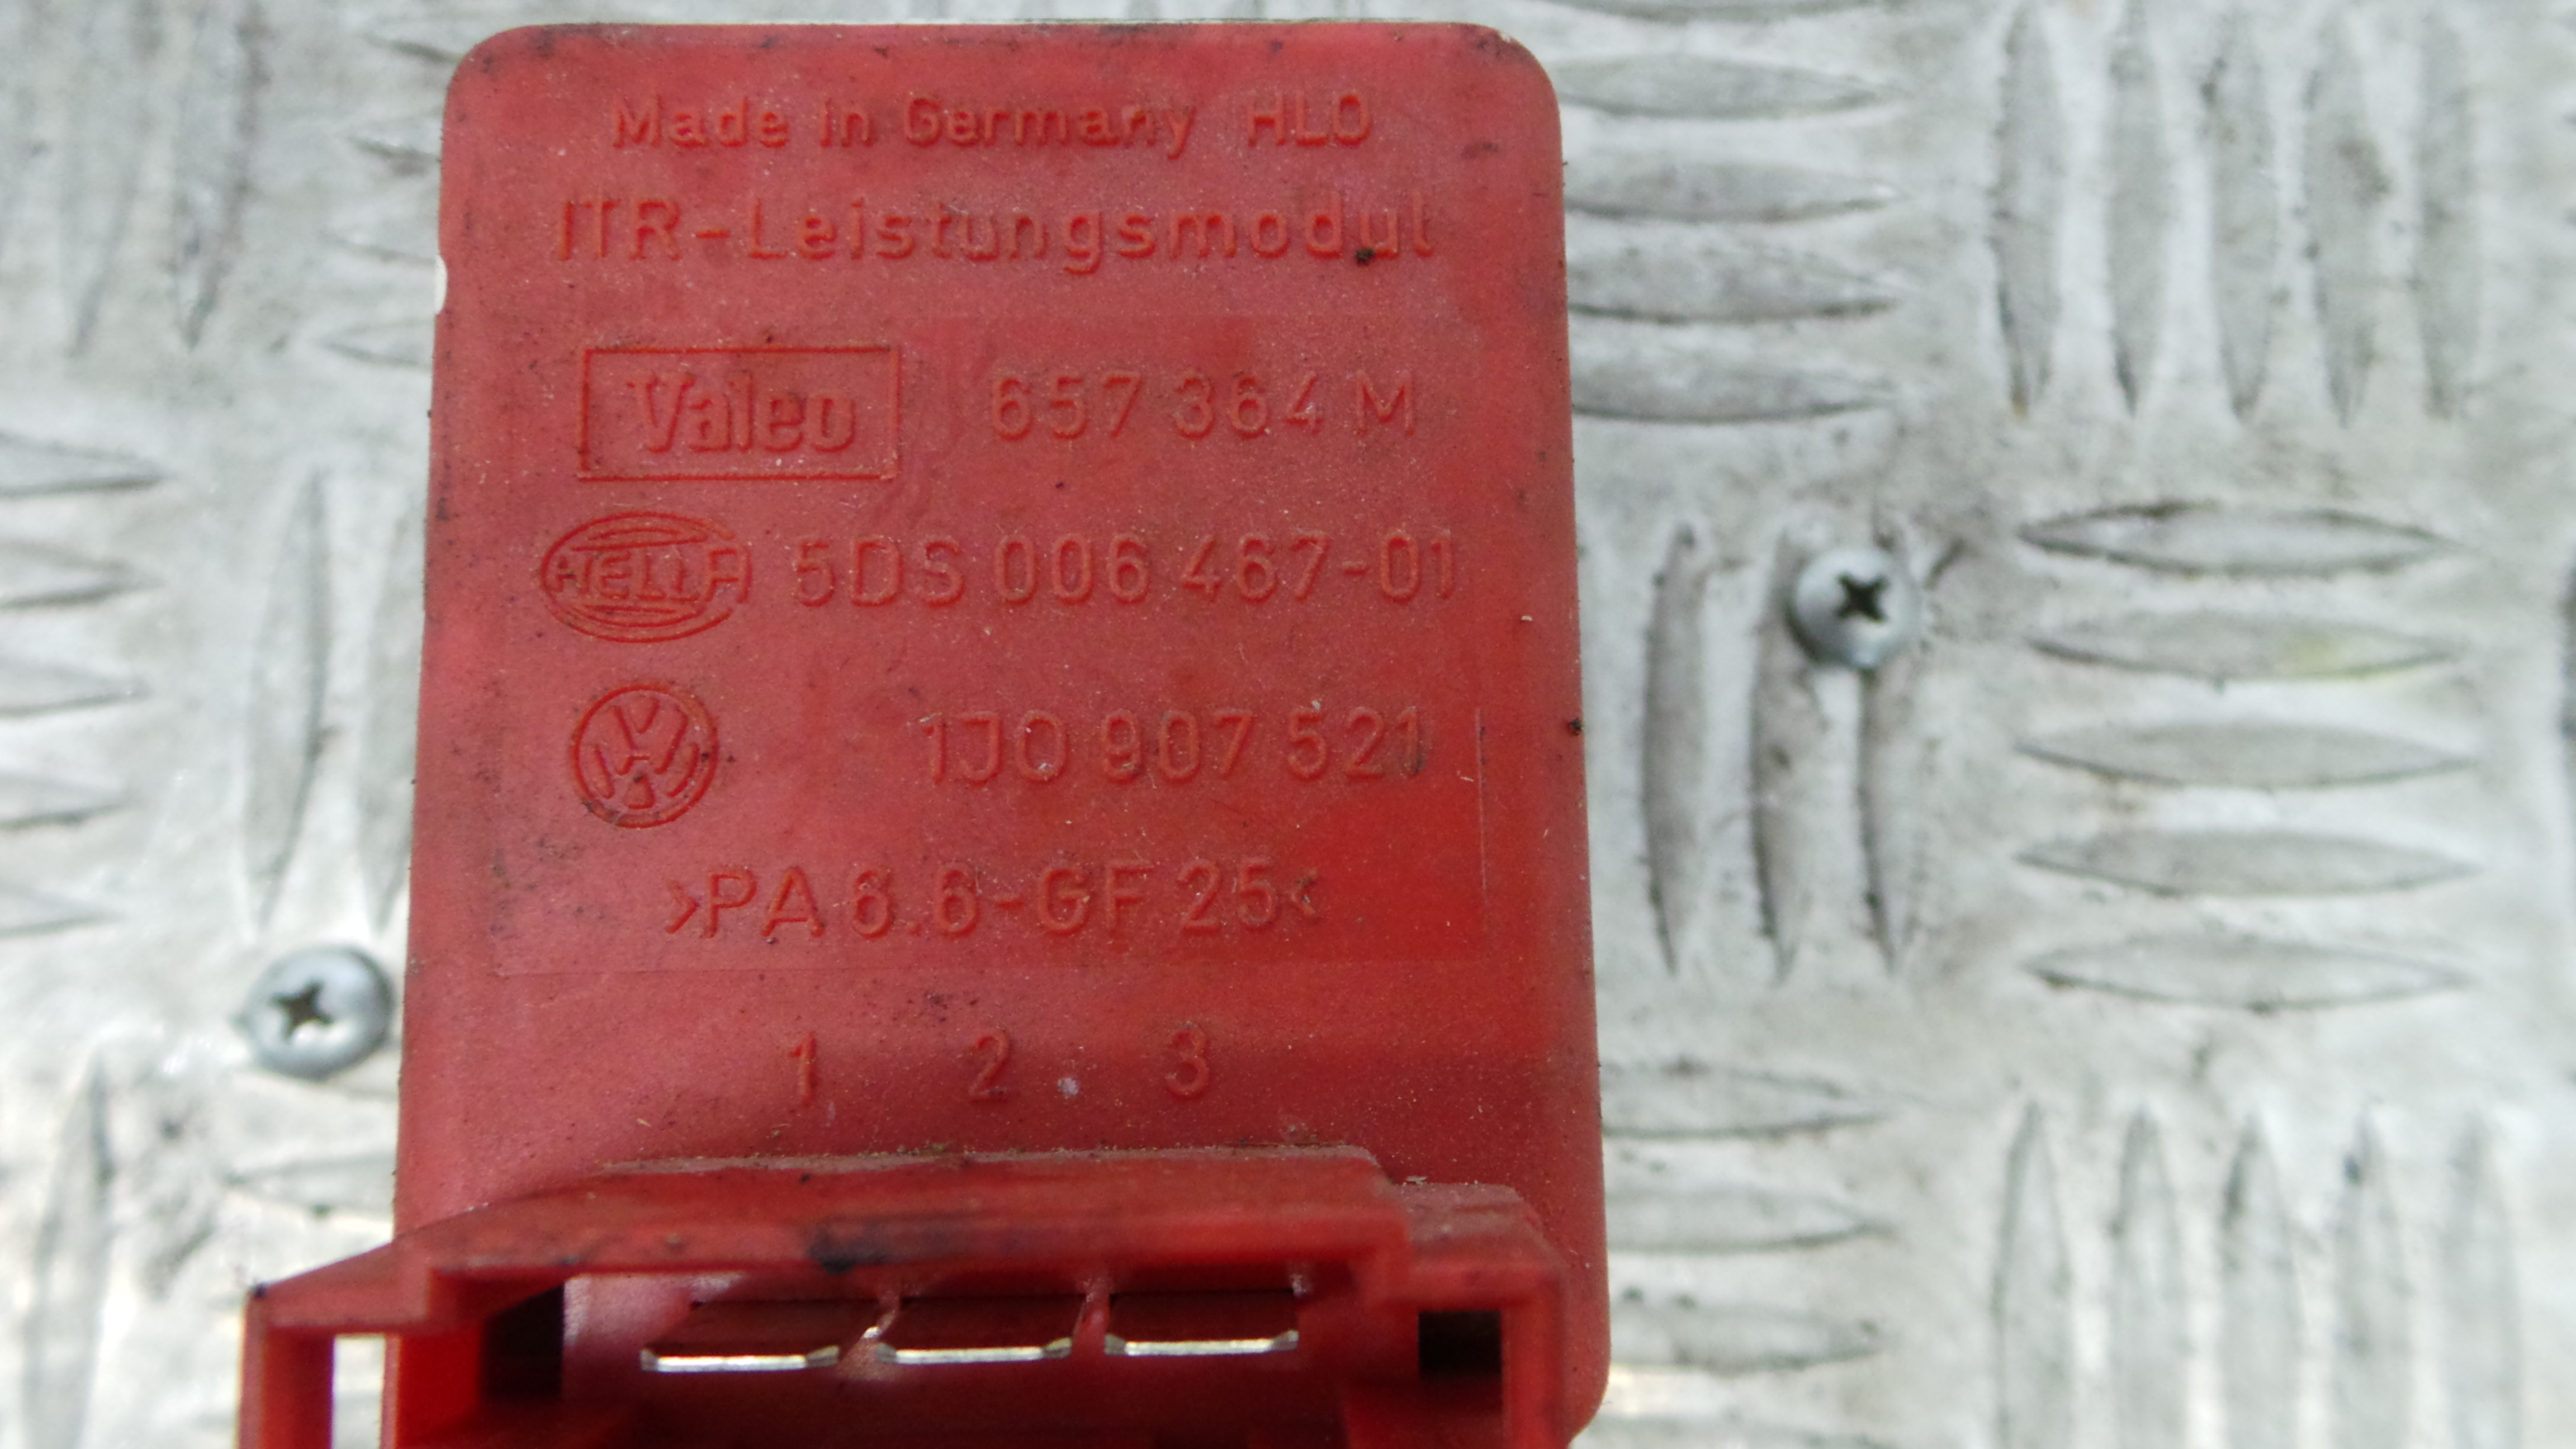 Made in Germany HLO
ITR-Leistungsmodul
Valeo 657 364 M
HELLA 5DS 006 467-01
VW 1J0 907 521
>PA 6.6-GF 25<
1 2 3